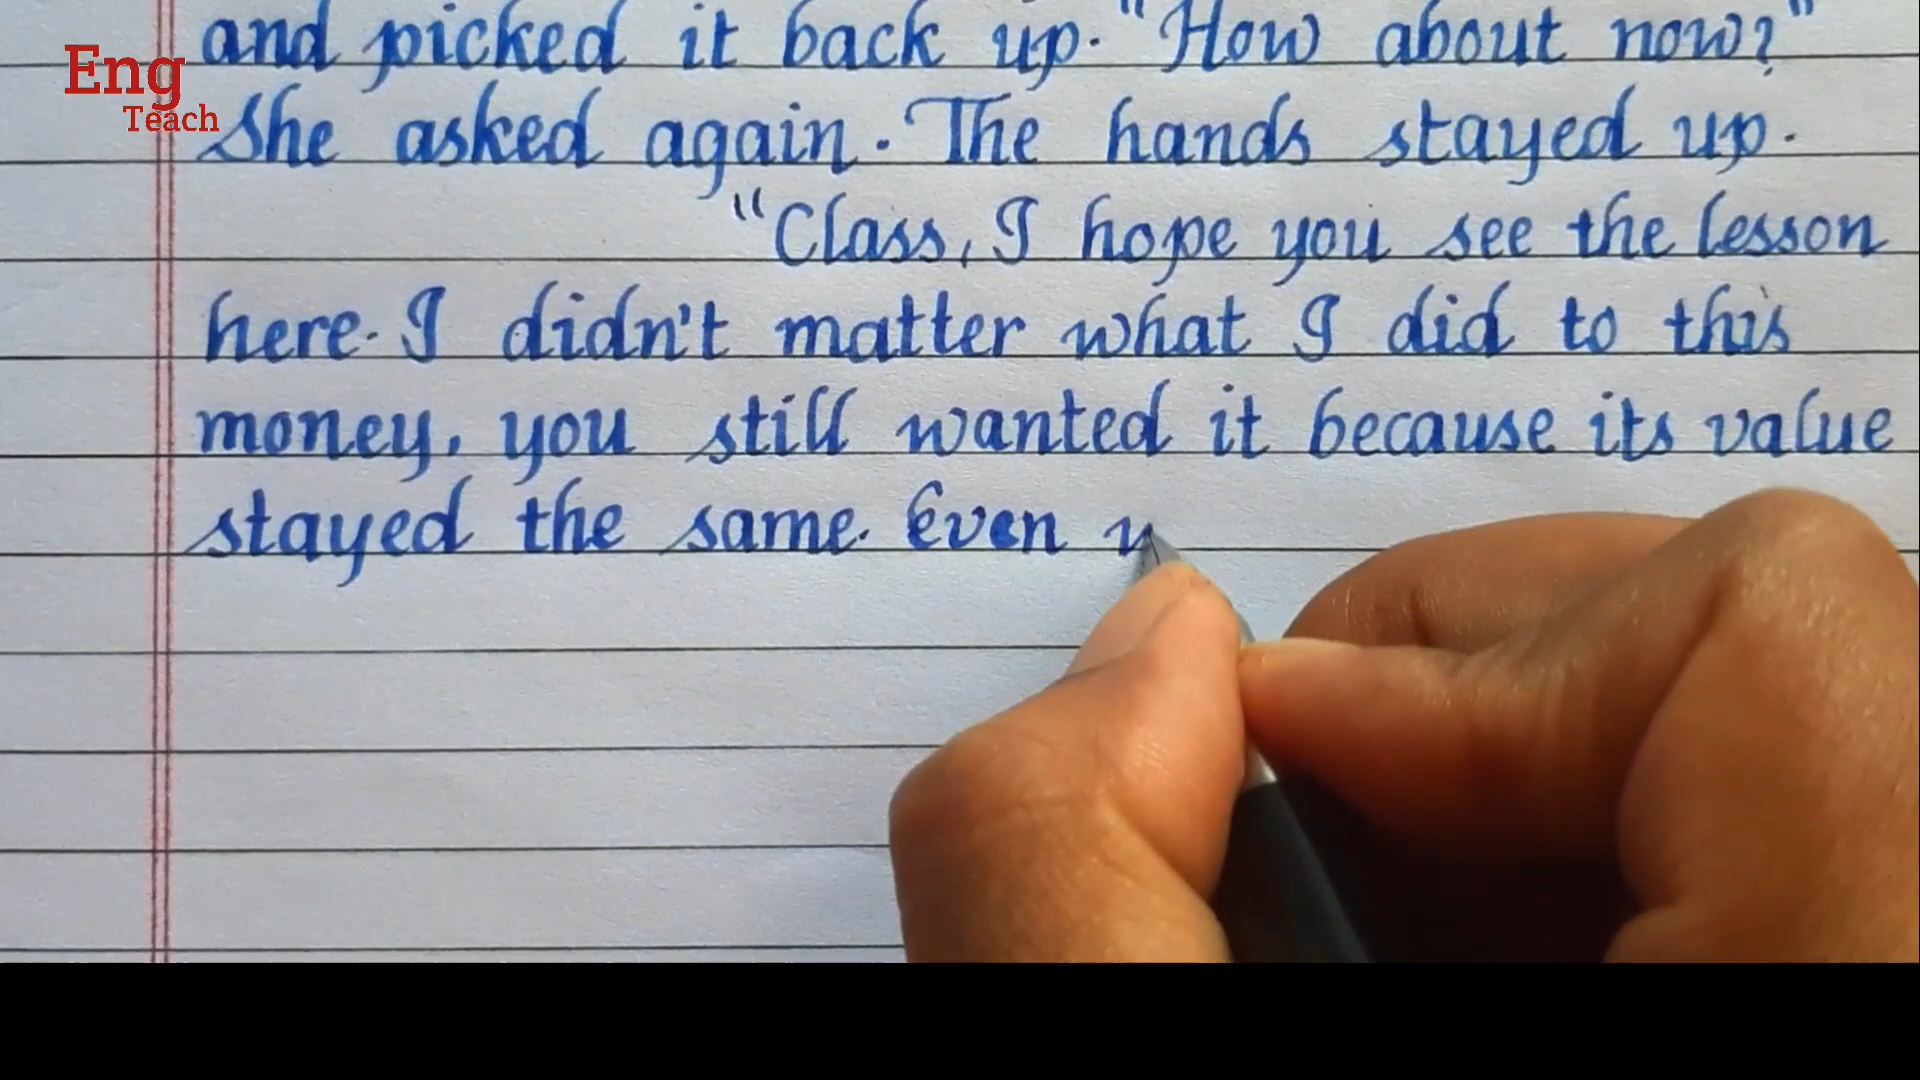 and picked it back up. "How about now?"
Eng
Teach
She asked again. The hands stayed up.
"Class, I hope you see the lesson
here. I didn't matter what I did to this
money, you still wanted it because its value
stayed the same. Even